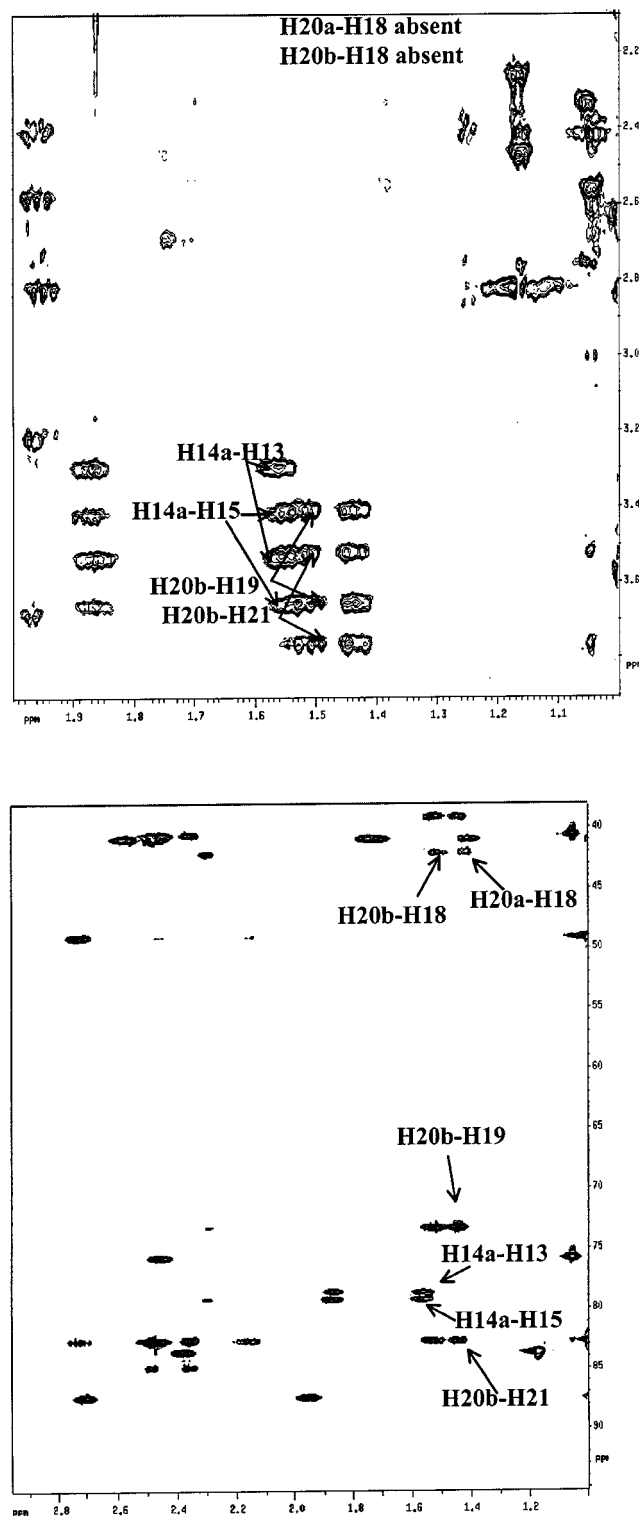 H20a-H18 absent
H20b-H18 absent
2.2
2.4
2.6
2.8
3.0
3.2
H14a-H13
3.4
H14a-H15
H20b-H19
3.6
H20b-H21
PPM
PPM 1.9 1.8 1.7 1.6 1.5 1.4 1.3 1.2 1.1
40
H20b-H18
H20a-H18
45
50
55
60
65
H20b-H19
70
75
H14a-H13
80
H14a-H15
85
H20b-H21
90
PPM
PPM 2.8 2.6 2.4 2.2 2.0 1.8 1.6 1.4 1.2